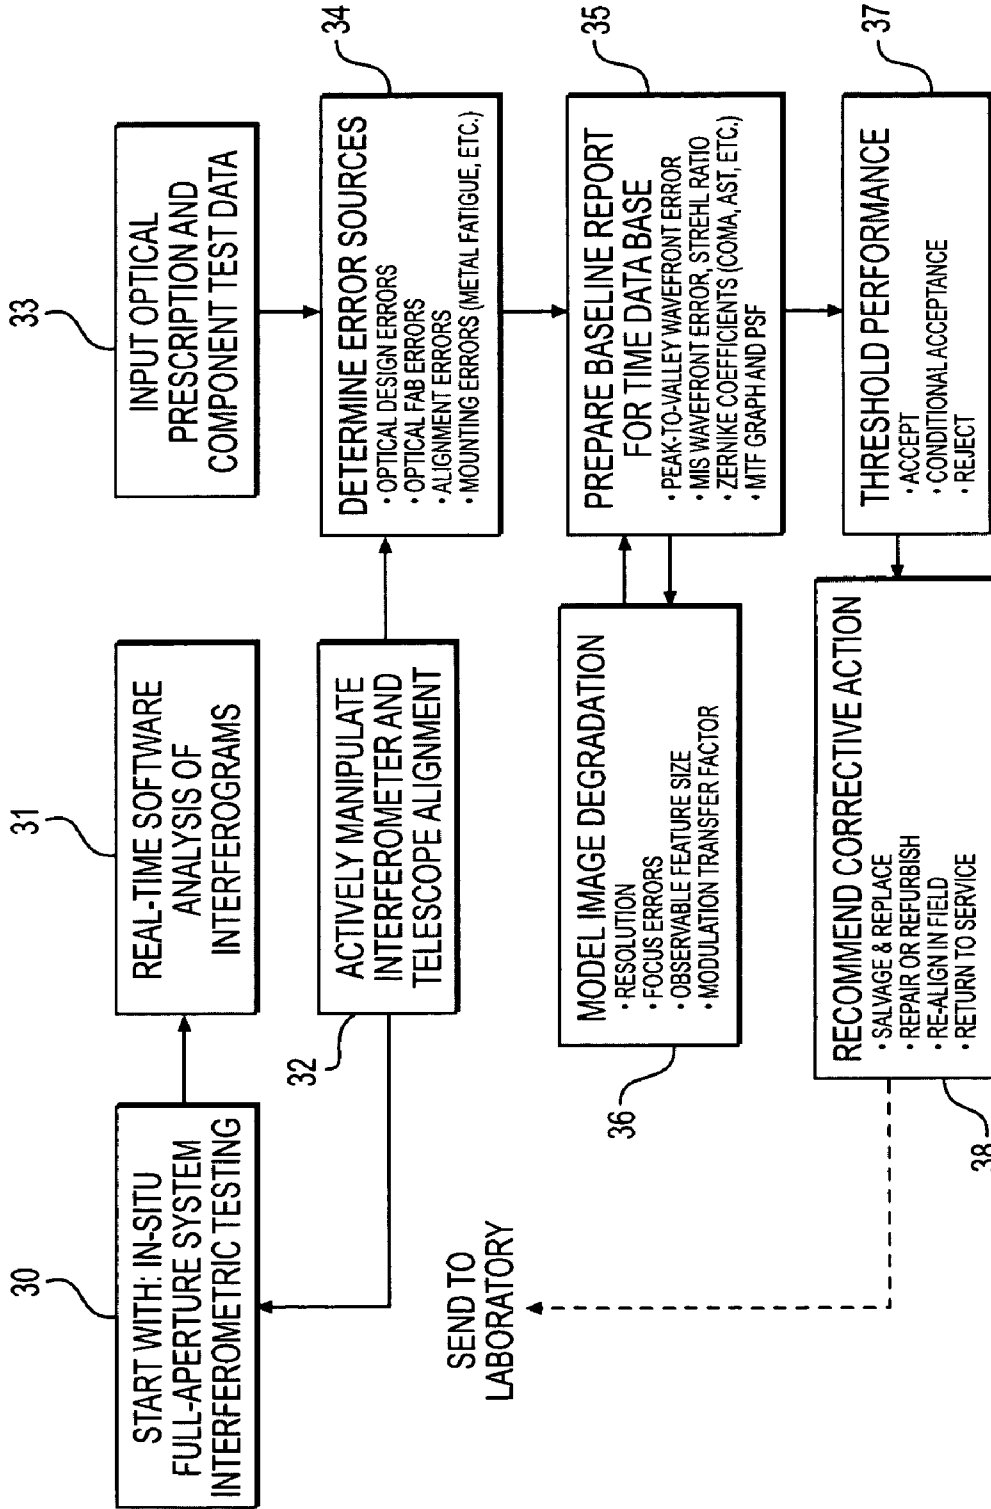 30
START WITH: IN-SITU
FULL-APERTURE SYSTEM
INTERFEROMETRIC TESTING
31
REAL-TIME SOFTWARE
ANALYSIS OF
INTERFEROGRAMS
33
INPUT OPTICAL
PRESCRIPTION AND
COMPONENT TEST DATA
32
ACTIVELY MANIPULATE
INTERFEROMETER AND
TELESCOPE ALIGNMENT
34
DETERMINE ERROR SOURCES
• OPTICAL DESIGN ERRORS
• OPTICAL FAB ERRORS
• ALIGNMENT ERRORS
• MOUNTING ERRORS (METAL FATIGUE, ETC.)
SEND TO
LABORATORY
36
MODEL IMAGE DEGRADATION
• RESOLUTION
• FOCUS ERRORS
• OBSERVABLE FEATURE SIZE
• MODULATION TRANSFER FACTOR
35
PREPARE BASELINE REPORT
FOR TIME DATA BASE
• PEAK-TO-VALLEY WAVEFRONT ERROR
• MIS WAVEFRONT ERROR, STREHL RATIO
• ZERNIKE COEFFICIENTS (COMA, AST, ETC.)
• MTF GRAPH AND PSF
38
RECOMMEND CORRECTIVE ACTION
• SALVAGE & REPLACE
• REPAIR OR REFURBISH
• RE-ALIGN IN FIELD
• RETURN TO SERVICE
37
THRESHOLD PERFORMANCE
• ACCEPT
• CONDITIONAL ACCEPTANCE
• REJECT